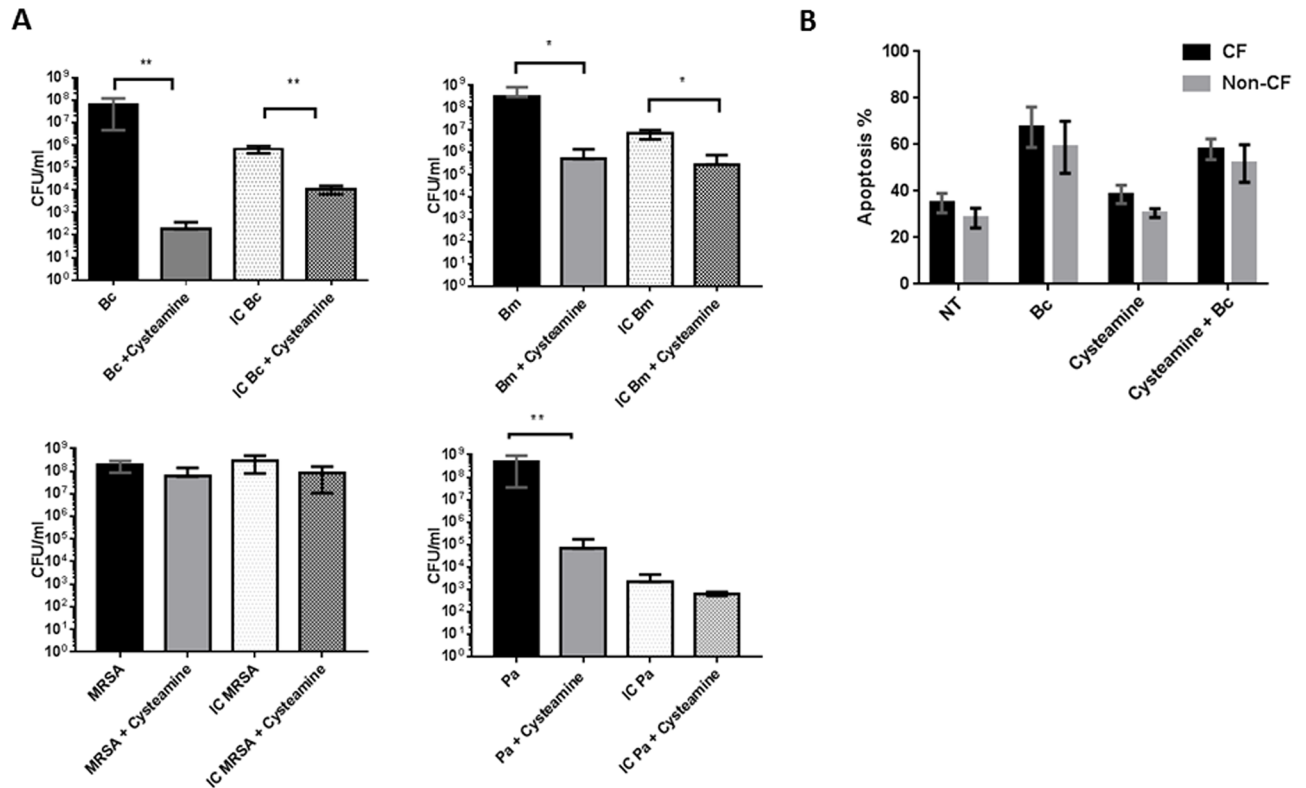 A
**
**
10⁹
10⁸
10⁷
10⁶
10⁵
10⁴
10³
10²
10¹
10⁰
CFU/ml
Bc
Bc +Cysteamine
IC Bc
IC Bc + Cysteamine
*
*
10⁹
10⁸
10⁷
10⁶
10⁵
10⁴
10³
10²
10¹
10⁰
CFU/ml
Bm
Bm + Cysteamine
IC Bm
IC Bm + Cysteamine
10⁹
10⁸
10⁷
10⁶
10⁵
10⁴
10³
10²
10¹
10⁰
CFU/ml
MRSA
MRSA + Cysteamine
IC MRSA
IC MRSA + Cysteamine
**
10⁹
10⁸
10⁷
10⁶
10⁵
10⁴
10³
10²
10¹
10⁰
CFU/ml
Pa
Pa + Cysteamine
IC Pa
IC Pa + Cysteamine
B
CF
Non-CF
100
80
60
40
20
0
Apoptosis %
NT
Bc
Cysteamine
Cysteamine + Bc